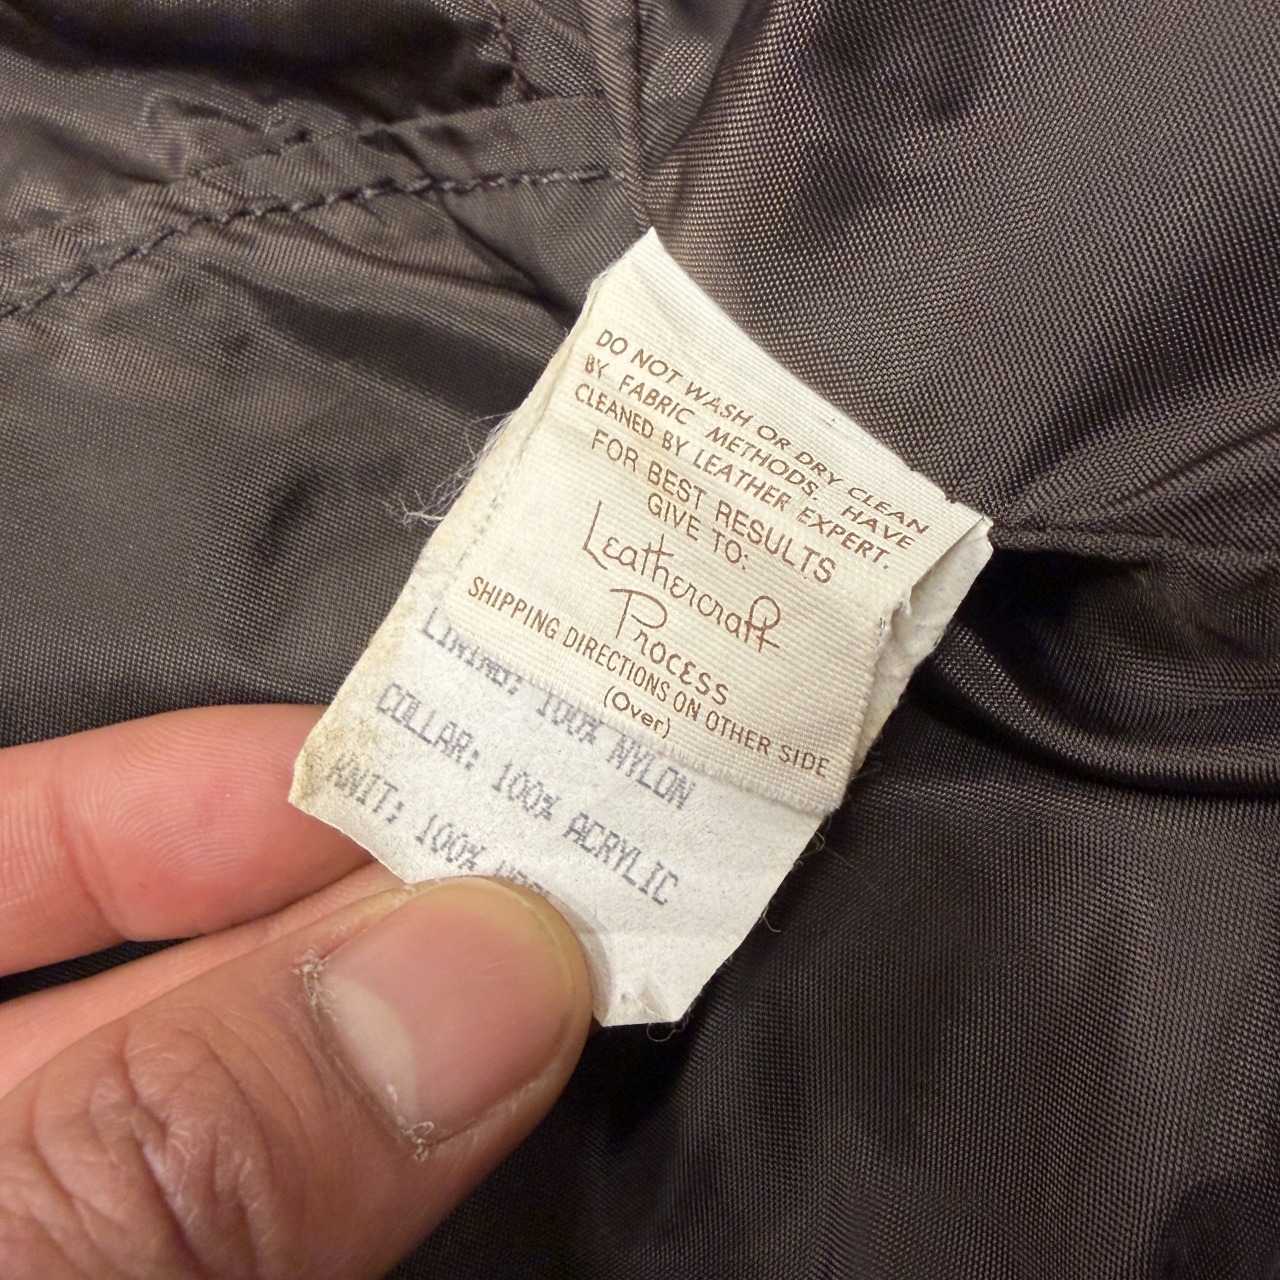 DO NOT WASH OR DRY CLEAN
BY FABRIC METHODS. HAVE
CLEANED BY LEATHER EXPERT.
FOR BEST RESULTS
GIVE TO:
Leathercraft
Process
SHIPPING DIRECTIONS ON OTHER SIDE
(Over)
LINING: 100% NYLON
COLLAR: 100% ACRYLIC
KNIT: 100%